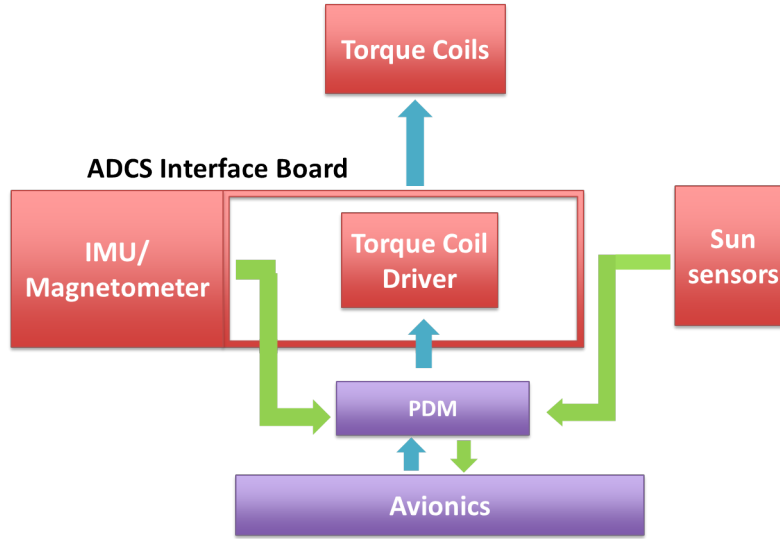 Torque Coils
ADCS Interface Board
IMU/
Magnetometer
Torque Coil
Driver
Sun
sensors
PDM
Avionics